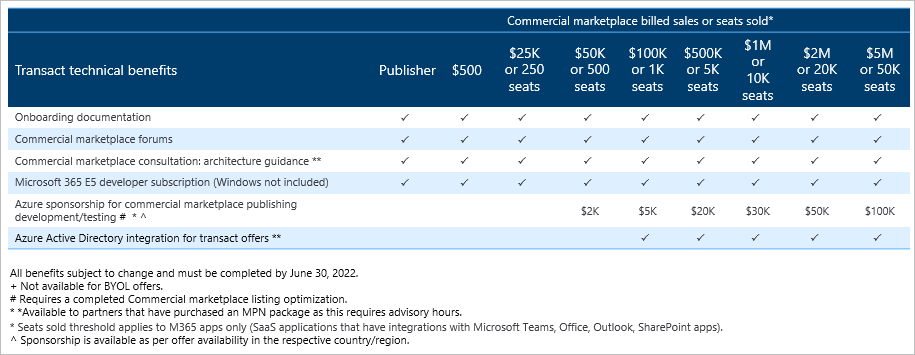 Commercial marketplace billed sales or seats sold*
Transact technical benefits Publisher $500 $25K or 250 seats $50K or 500 seats $100K or 1K seats $500K or 5K seats $1M or 10K seats $2M or 20K seats $5M or 50K seats
Onboarding documentation ✓ ✓ ✓ ✓ ✓ ✓ ✓ ✓ ✓
Commercial marketplace forums ✓ ✓ ✓ ✓ ✓ ✓ ✓ ✓ ✓
Commercial marketplace consultation: architecture guidance ** ✓ ✓ ✓ ✓ ✓ ✓ ✓ ✓ ✓
Microsoft 365 E5 developer subscription (Windows not included) ✓ ✓ ✓ ✓ ✓ ✓ ✓ ✓ ✓
Azure sponsorship for commercial marketplace publishing
development/testing # * ^ $2K $5K $20K $30K $50K $100K
Azure Active Directory integration for transact offers ** ✓ ✓ ✓ ✓ ✓
All benefits subject to change and must be completed by June 30, 2022.
+ Not available for BYOL offers.
# Requires a completed Commercial marketplace listing optimization.
* *Available to partners that have purchased an MPN package as this requires advisory hours.
* Seats sold threshold applies to M365 apps only (SaaS applications that have integrations with Microsoft Teams, Office, Outlook, SharePoint apps).
^ Sponsorship is available as per offer availability in the respective country/region.